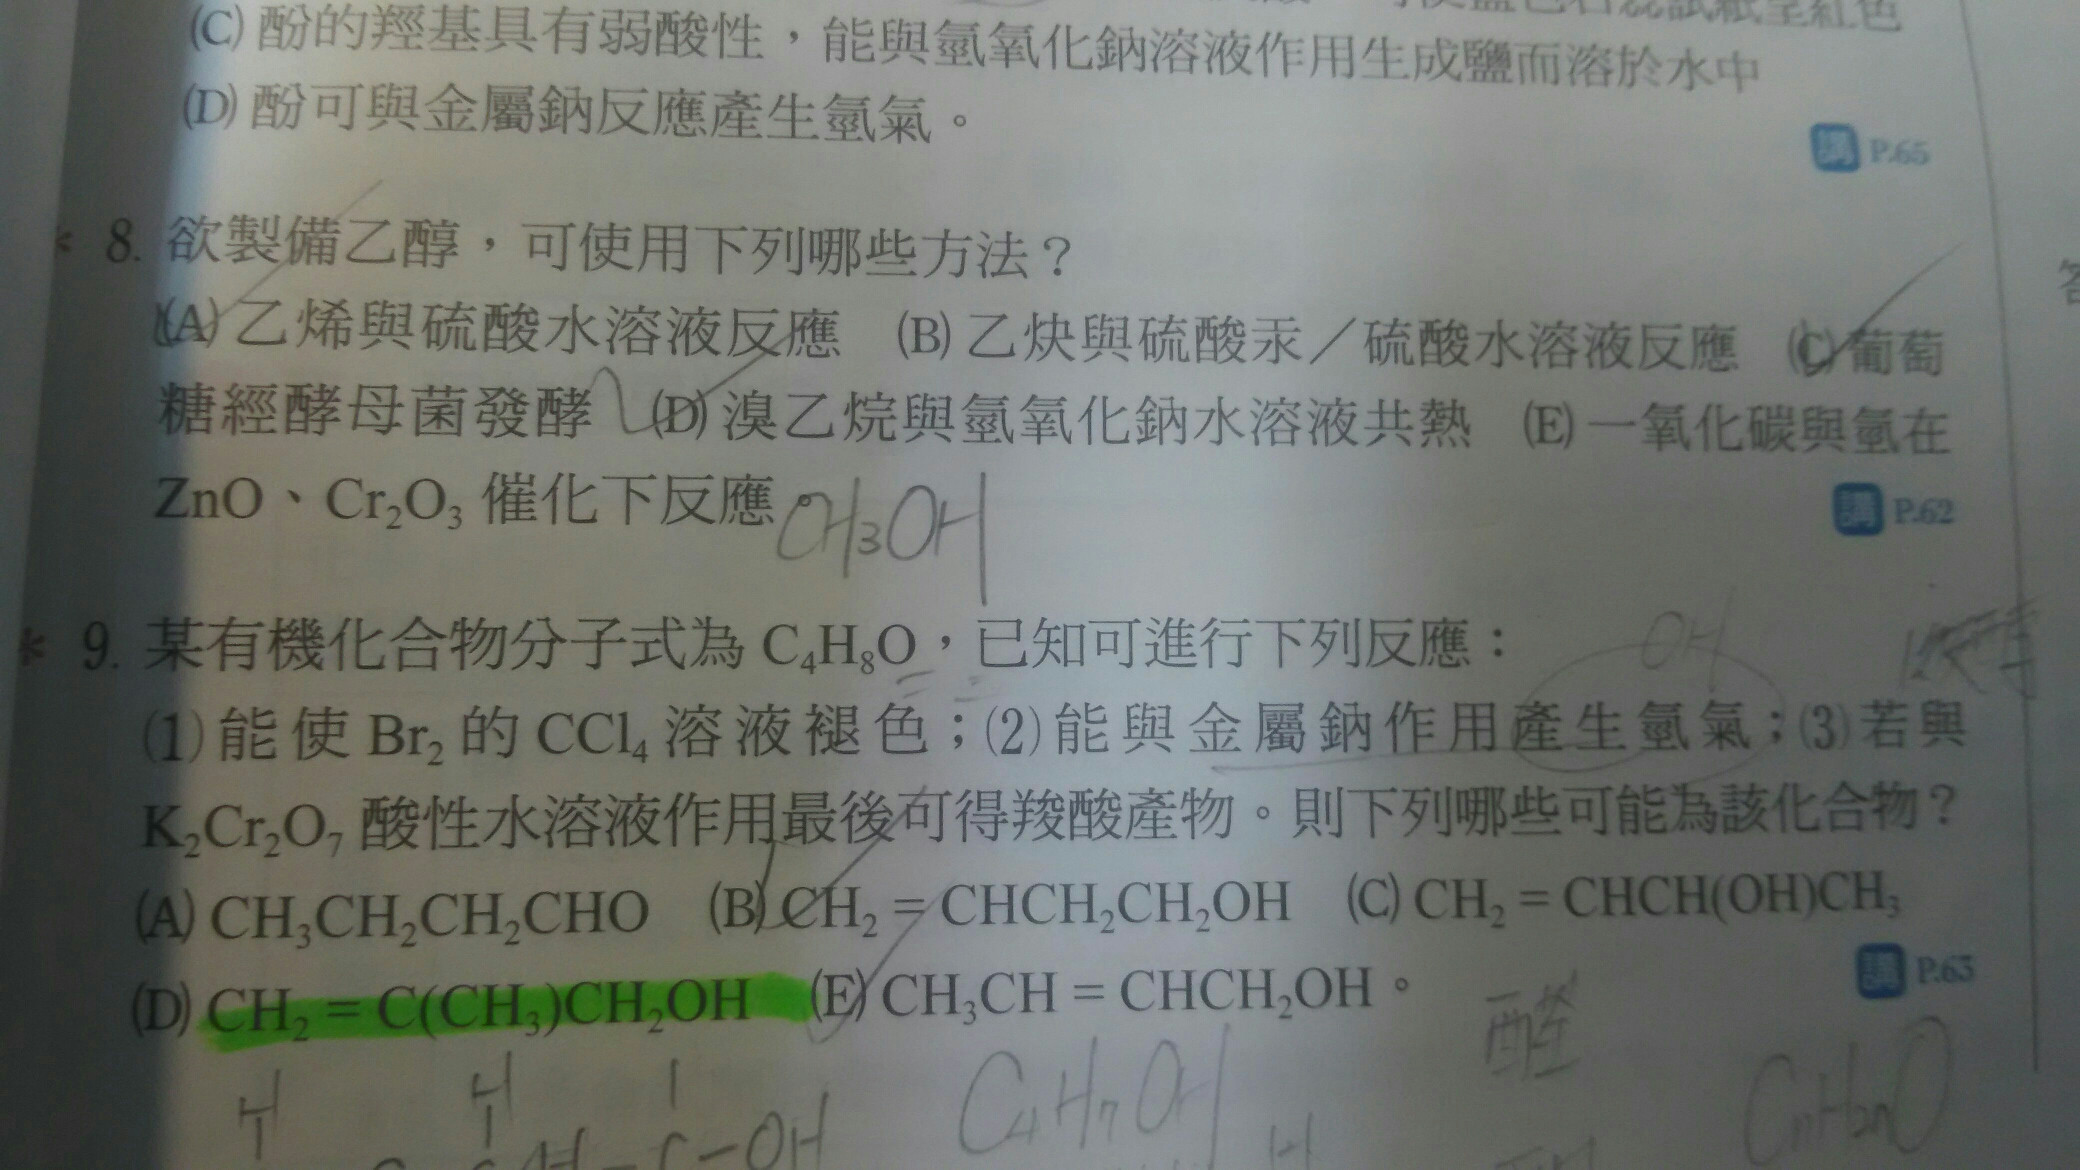 (C) 酚的羥基具有弱酸性,能與氫氧化鈉溶液作用生成鹽而溶於水中
(D) 酚可與金屬鈉反應產生氫氣。
講 P.65
* 8. 欲製備乙醇,可使用下列哪些方法?
(A) 乙烯與硫酸水溶液反應 (B) 乙炔與硫酸汞/硫酸水溶液反應 (C) 葡萄
糖經酵母菌發酵 (D) 溴乙烷與氫氧化鈉水溶液共熱 (E) 一氧化碳與氫在
ZnO、Cr₂O₃ 催化下反應。
CH₃OH
講 P.62
* 9. 某有機化合物分子式為 C₄H₈O,已知可進行下列反應:
OH
(1) 能使 Br₂ 的 CCl₄ 溶液褪色;(2) 能與金屬鈉作用產生氫氣;(3) 若與
K₂Cr₂O₇ 酸性水溶液作用最後可得羧酸產物。則下列哪些可能為該化合物?
(A) CH₃CH₂CH₂CHO (B) CH₂=CHCH₂CH₂OH (C) CH₂=CHCH(OH)CH₃
講 P.63
(D) CH₂=C(CH₃)CH₂OH (E) CH₃CH=CHCH₂OH。
醛
C₄H₇OH
CₙH₂ₙO
H H
C-OH
H